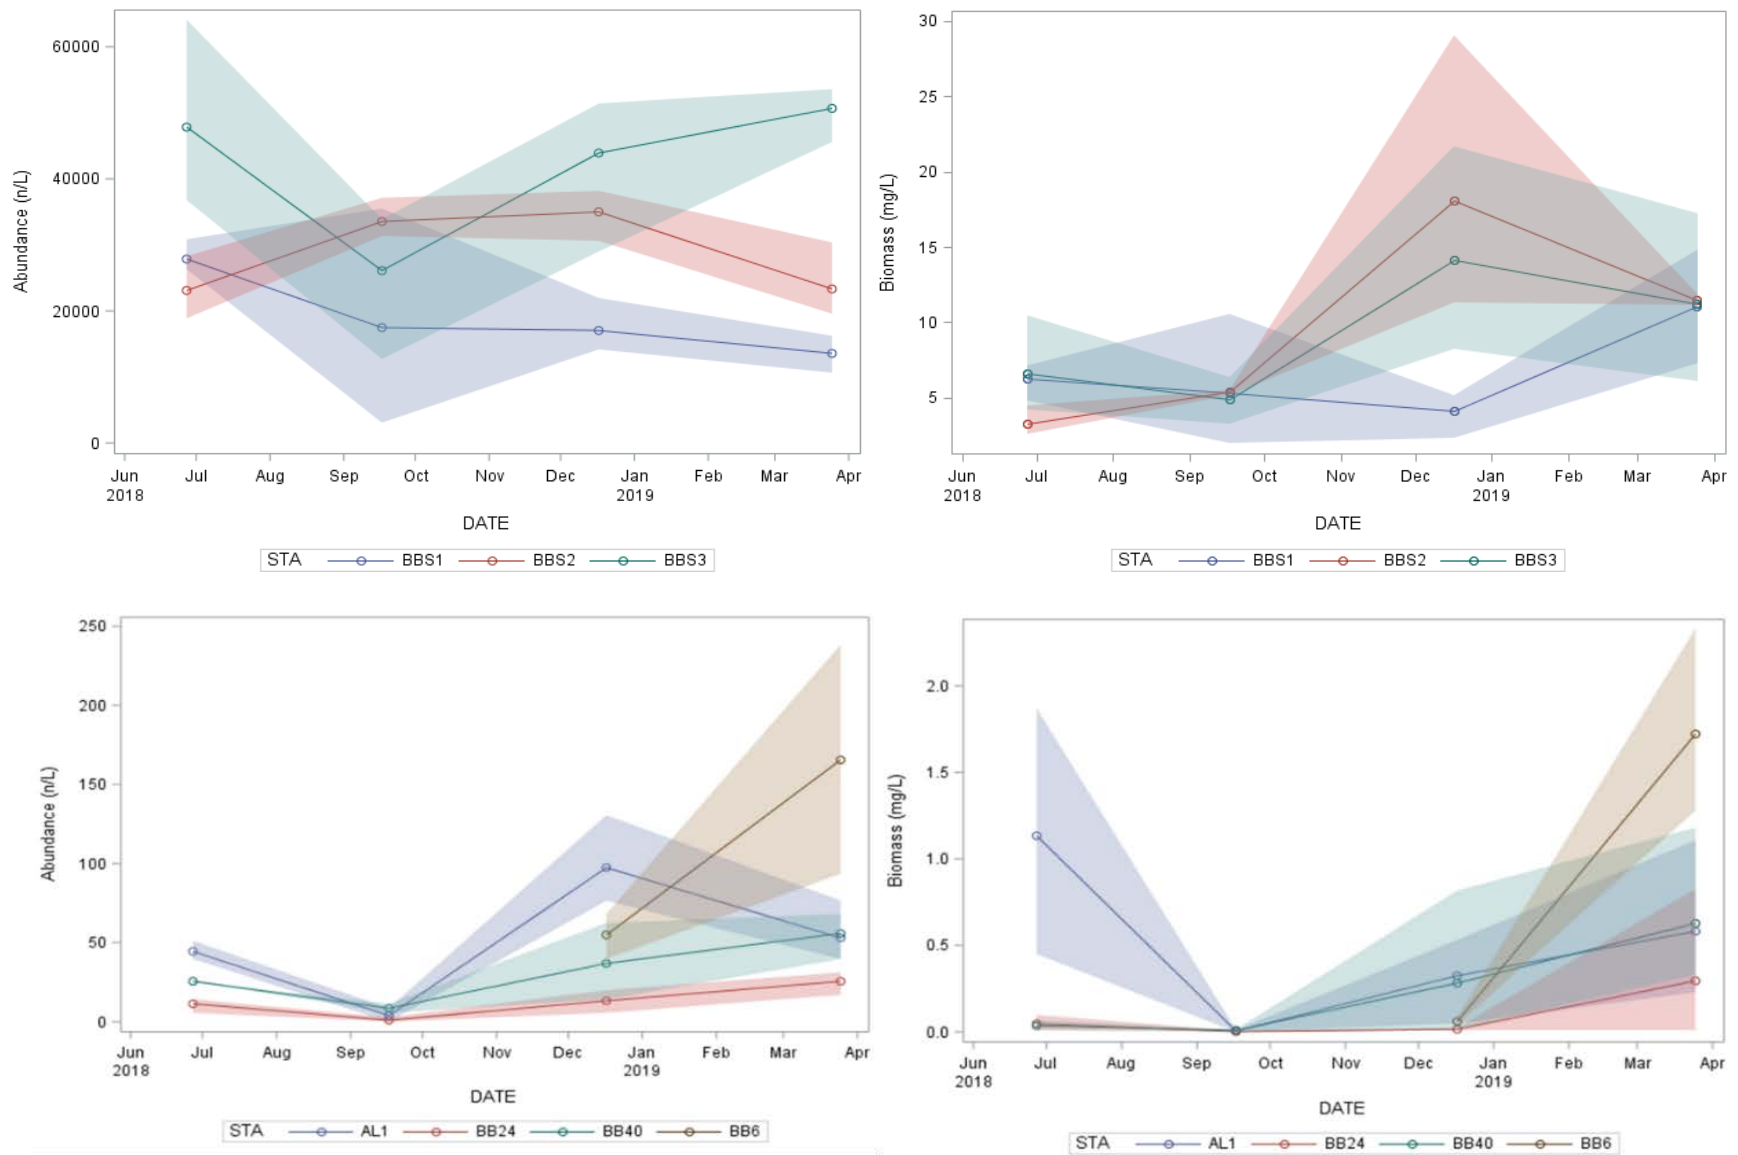 Abundance (n/L)
60000
40000
20000
0
Jun Jul Aug Sep Oct Nov Dec Jan Feb Mar Apr
2018 2019
DATE
STA BBS1 BBS2 BBS3
Biomass (mg/L)
30
25
20
15
10
5
Jun Jul Aug Sep Oct Nov Dec Jan Feb Mar Apr
2018 2019
DATE
STA BBS1 BBS2 BBS3
Abundance (n/L)
250
200
150
100
50
0
Jun Jul Aug Sep Oct Nov Dec Jan Feb Mar Apr
2018 2019
DATE
STA AL1 BB24 BB40 BB6
Biomass (mg/L)
2.0
1.5
1.0
0.5
0.0
Jun Jul Aug Sep Oct Nov Dec Jan Feb Mar Apr
2018 2019
DATE
STA AL1 BB24 BB40 BB6